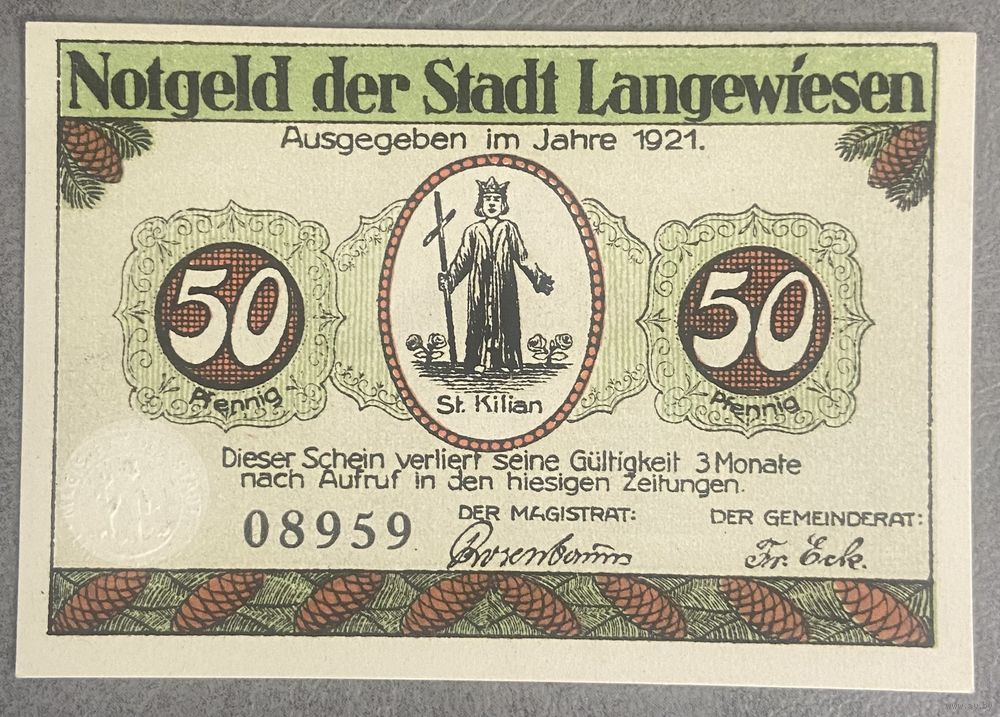 Notgeld der Stadt Langewiesen
Ausgegeben im Jahre 1921.
50
Pfennig
St. Kilian
50
Pfennig
Dieser Schein verliert seine Gültigkeit 3 Monate
nach Aufruf in den hiesigen Zeitungen.
08959
DER MAGISTRAT:
DER GEMEINDERAT:
Rosenbaum
Fr. Eck.